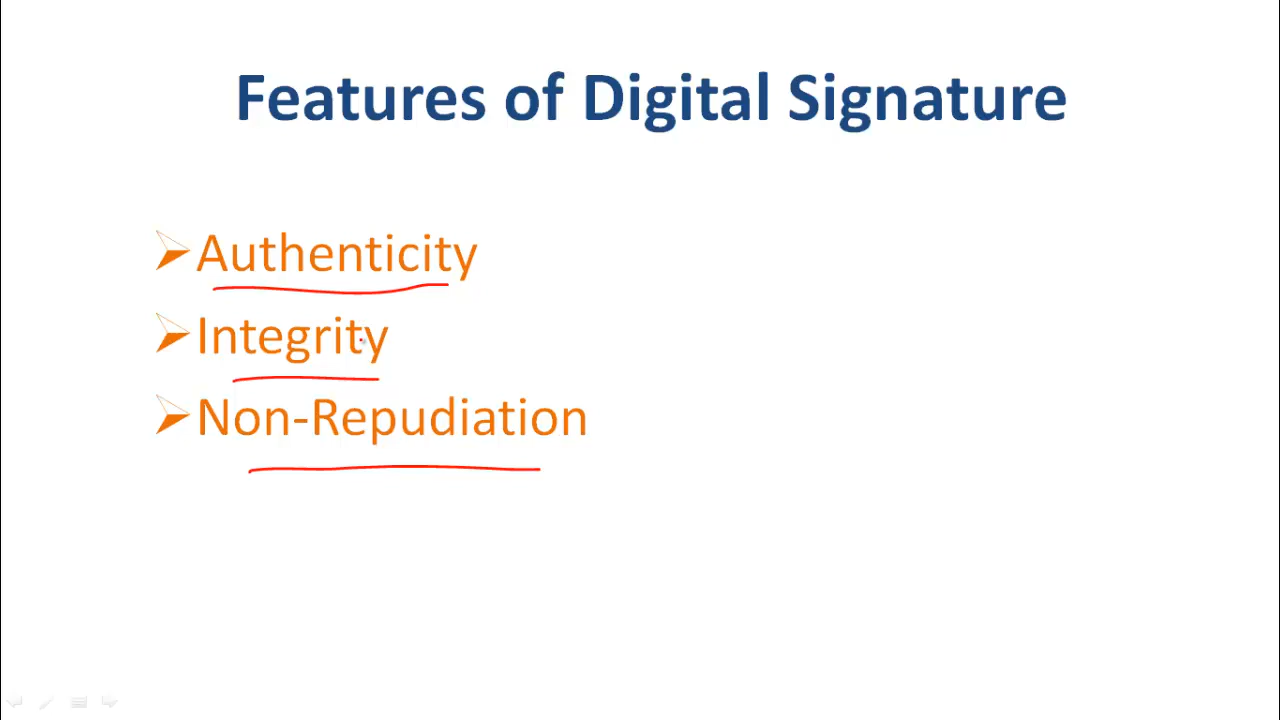 Features of Digital Signature
Authenticity
Integrity
Non-Repudiation